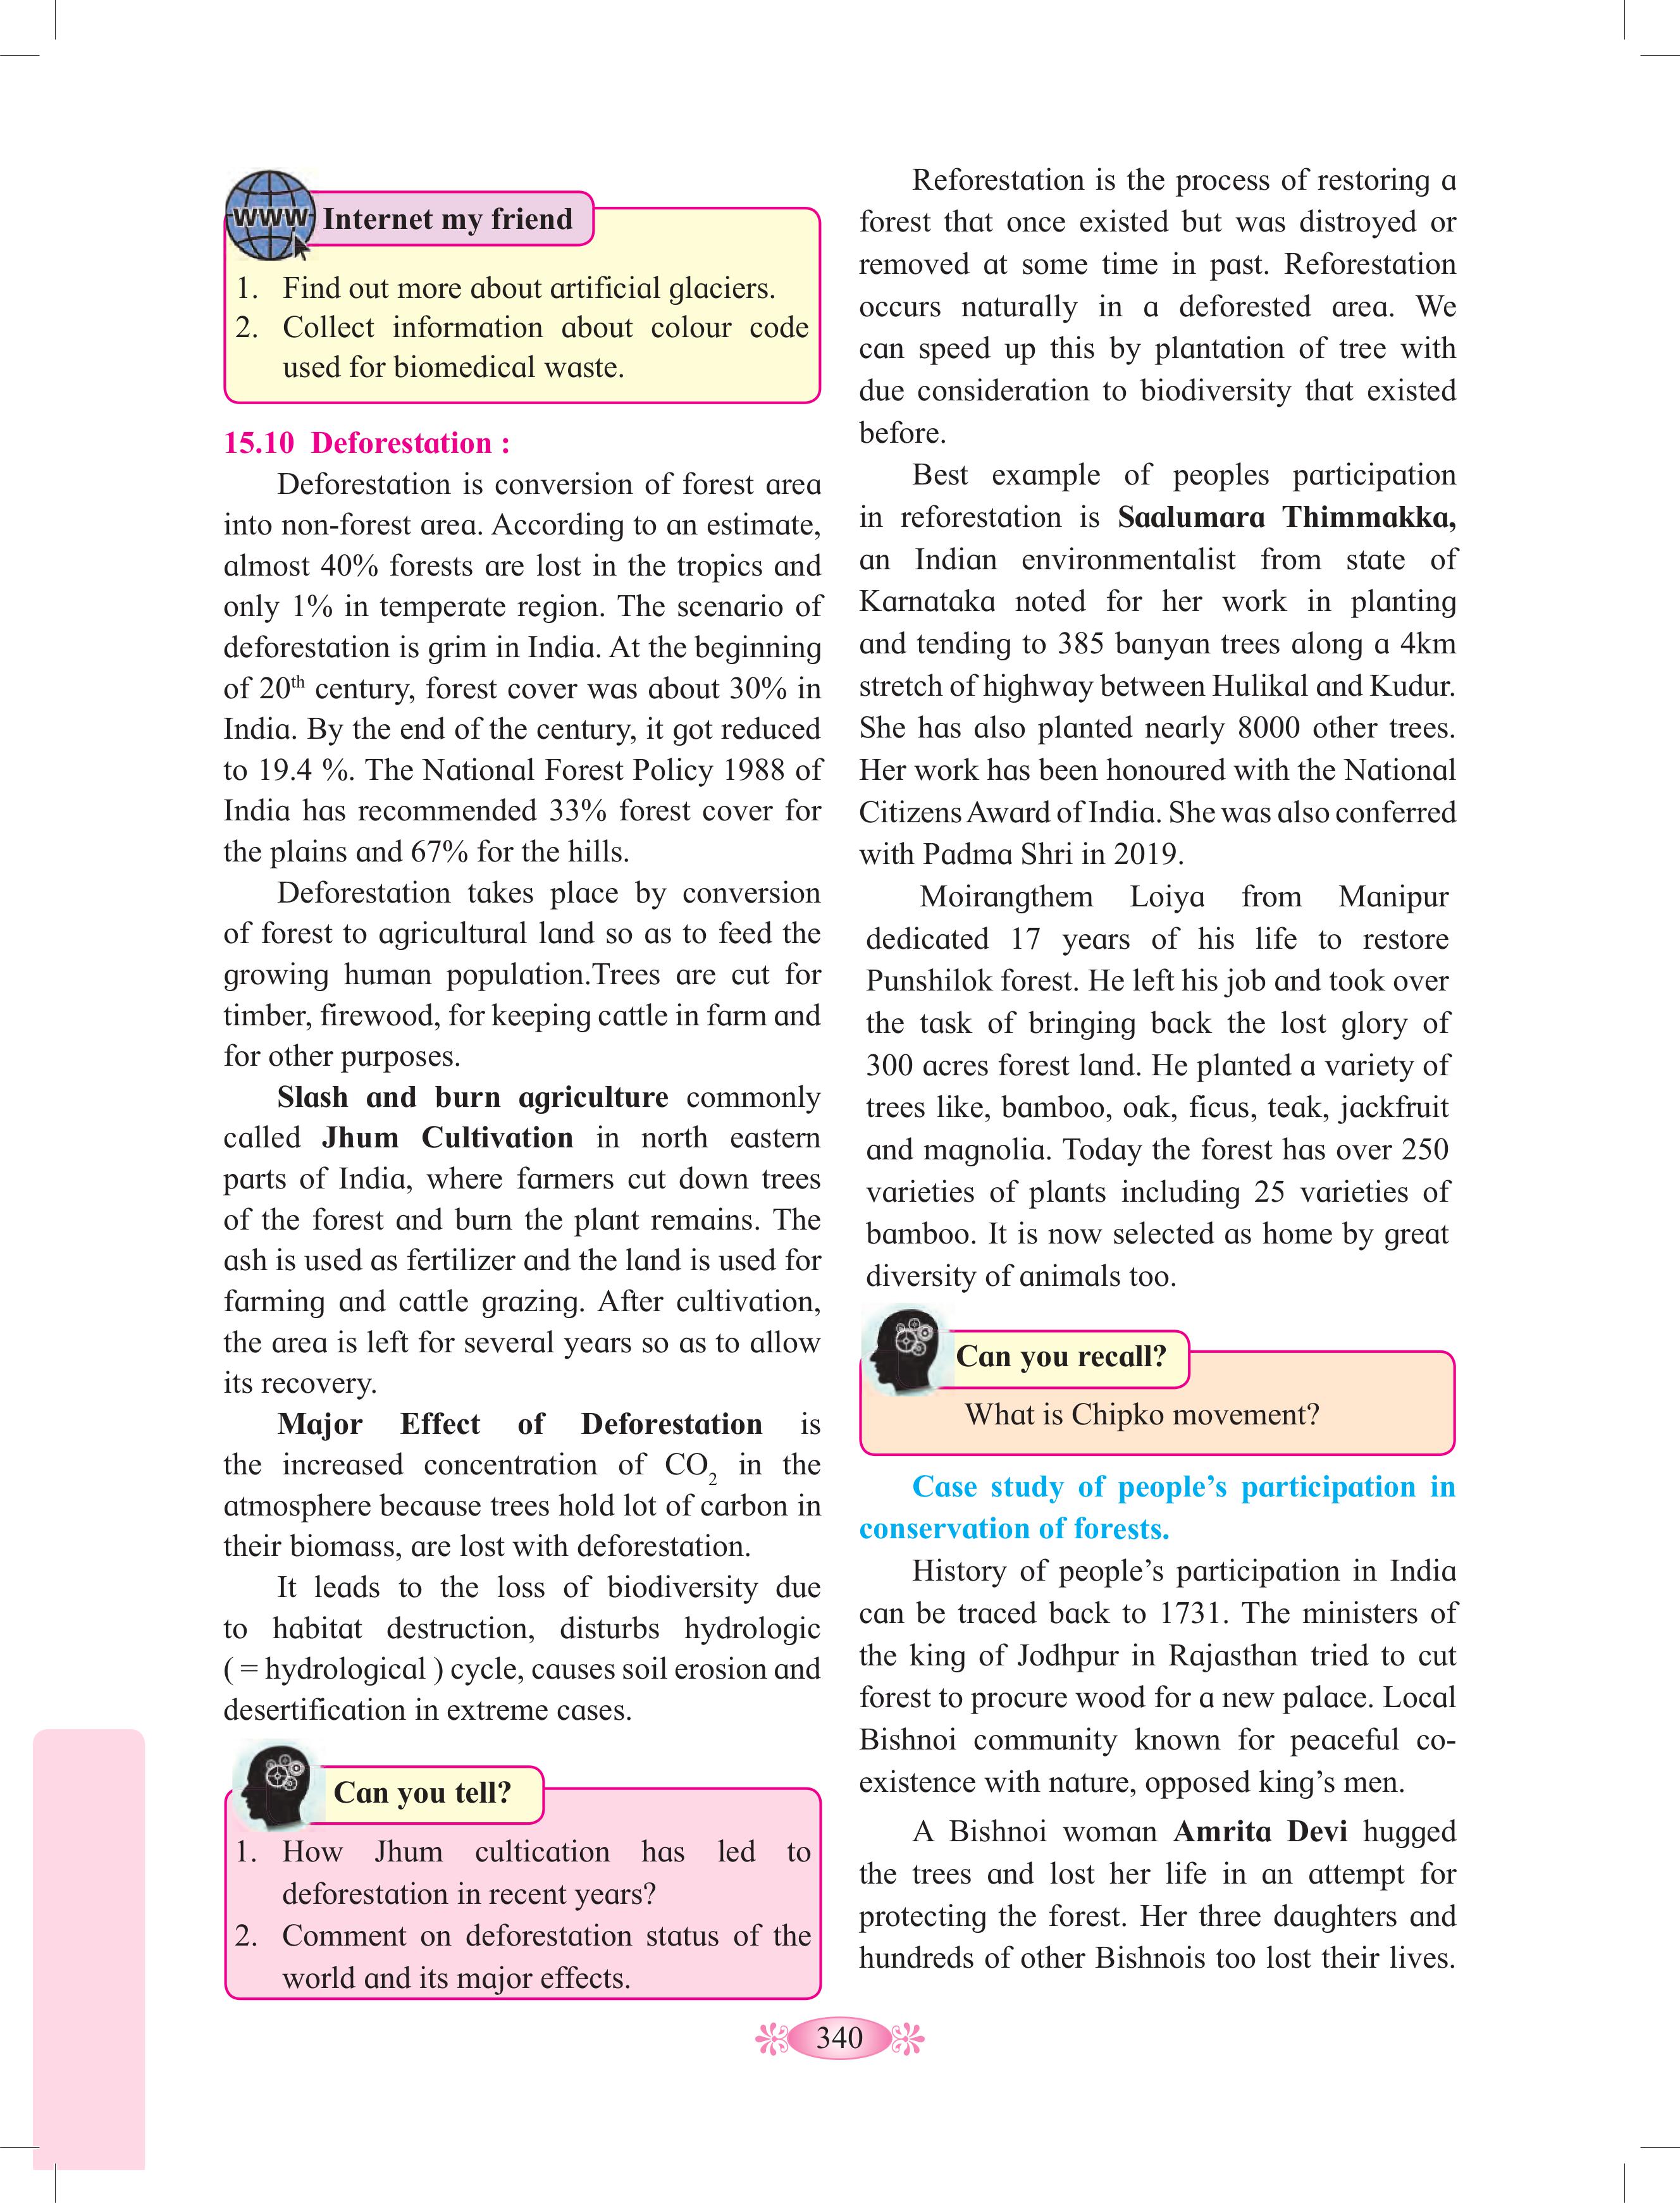 WWW Internet my friend
1. Find out more about artificial glaciers.
2. Collect information about colour code
used for biomedical waste.
15.10 Deforestation :
Deforestation is conversion of forest area
into non-forest area. According to an estimate,
almost 40% forests are lost in the tropics and
only 1% in temperate region. The scenario of
deforestation is grim in India. At the beginning
of 20th century, forest cover was about 30% in
India. By the end of the century, it got reduced
to 19.4 %. The National Forest Policy 1988 of
India has recommended 33% forest cover for
the plains and 67% for the hills.
Deforestation takes place by conversion
of forest to agricultural land so as to feed the
growing human population.Trees are cut for
timber, firewood, for keeping cattle in farm and
for other purposes.
Slash and burn agriculture commonly
called Jhum Cultivation in north eastern
parts of India, where farmers cut down trees
of the forest and burn the plant remains. The
ash is used as fertilizer and the land is used for
farming and cattle grazing. After cultivation,
the area is left for several years so as to allow
its recovery.
Major Effect of Deforestation is
the increased concentration of CO2 in the
atmosphere because trees hold lot of carbon in
their biomass, are lost with deforestation.
It leads to the loss of biodiversity due
to habitat destruction, disturbs hydrologic
( = hydrological ) cycle, causes soil erosion and
desertification in extreme cases.
Can you tell?
1. How Jhum cultication has led to
deforestation in recent years?
2. Comment on deforestation status of the
world and its major effects.
Reforestation is the process of restoring a
forest that once existed but was distroyed or
removed at some time in past. Reforestation
occurs naturally in a deforested area. We
can speed up this by plantation of tree with
due consideration to biodiversity that existed
before.
Best example of peoples participation
in reforestation is Saalumara Thimmakka,
an Indian environmentalist from state of
Karnataka noted for her work in planting
and tending to 385 banyan trees along a 4km
stretch of highway between Hulikal and Kudur.
She has also planted nearly 8000 other trees.
Her work has been honoured with the National
Citizens Award of India. She was also conferred
with Padma Shri in 2019.
Moirangthem Loiya from Manipur
dedicated 17 years of his life to restore
Punshilok forest. He left his job and took over
the task of bringing back the lost glory of
300 acres forest land. He planted a variety of
trees like, bamboo, oak, ficus, teak, jackfruit
and magnolia. Today the forest has over 250
varieties of plants including 25 varieties of
bamboo. It is now selected as home by great
diversity of animals too.
Can you recall?
What is Chipko movement?
Case study of people’s participation in
conservation of forests.
History of people’s participation in India
can be traced back to 1731. The ministers of
the king of Jodhpur in Rajasthan tried to cut
forest to procure wood for a new palace. Local
Bishnoi community known for peaceful co-
existence with nature, opposed king’s men.
A Bishnoi woman Amrita Devi hugged
the trees and lost her life in an attempt for
protecting the forest. Her three daughters and
hundreds of other Bishnois too lost their lives.
340